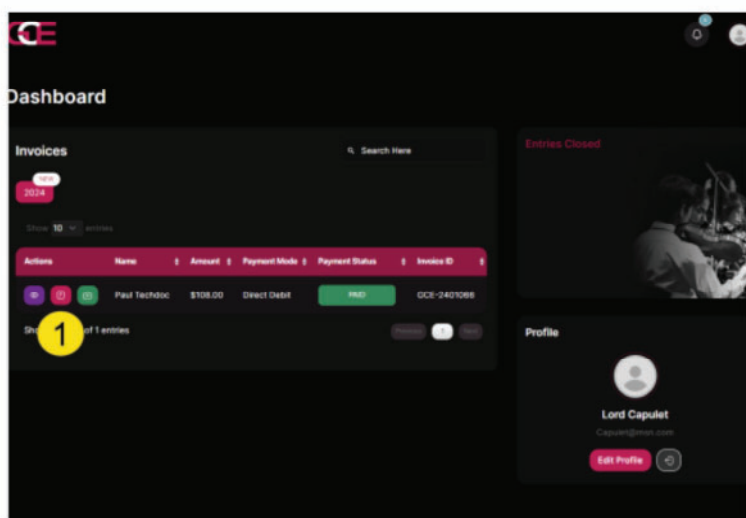 GCE
Dashboard
Invoices
Search Here
NEW
2024
Show 10 entries
Actions Name Amount Payment Mode Payment Status Invoice ID
Paul Techdoc $108.00 Direct Debit PAID GCE-2401066
Sho 1 of 1 entries
Previous 1 Next
Entries Closed
Profile
Lord Capulet
Capulet@msn.com
Edit Profile